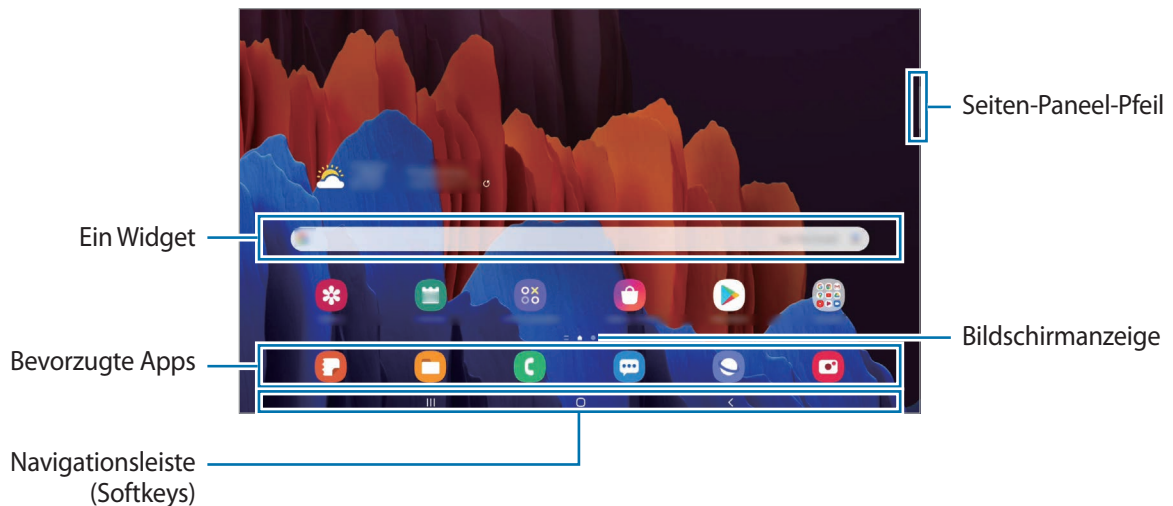 Seiten-Paneel-Pfeil
Ein Widget
Bildschirmanzeige
Bevorzugte Apps
Navigationsleiste
(Softkeys)